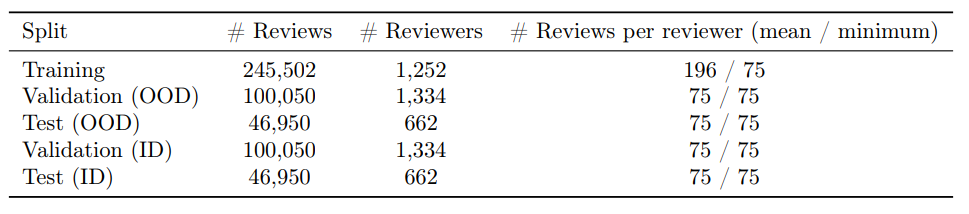 Split # Reviews # Reviewers # Reviews per reviewer (mean / minimum)
Training 245,502 1,252 196 / 75
Validation (OOD) 100,050 1,334 75 / 75
Test (OOD) 46,950 662 75 / 75
Validation (ID) 100,050 1,334 75 / 75
Test (ID) 46,950 662 75 / 75